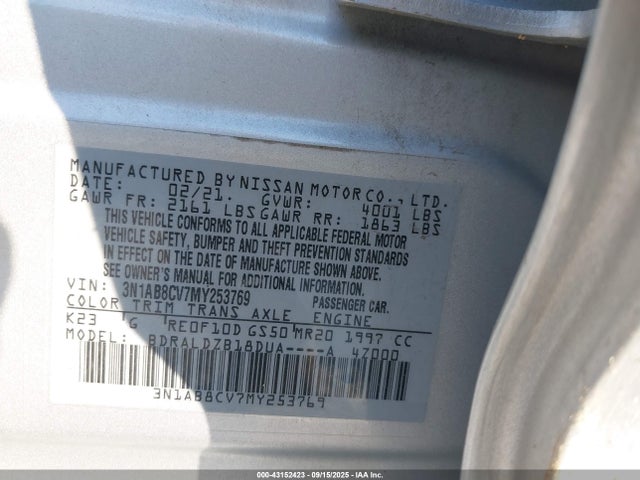 MANUFACTURED BY NISSAN MOTOR CO., LTD.
DATE: 02/21. GVWR: 4001 LBS
GAWR FR: 2161 LBS GAWR RR: 1863 LBS
THIS VEHICLE CONFORMS TO ALL APPLICABLE FEDERAL MOTOR
VEHICLE SAFETY, BUMPER AND THEFT PREVENTION STANDARDS
IN EFFECT ON THE DATE OF MANUFACTURE SHOWN ABOVE.
SEE OWNER'S MANUAL FOR ADDITIONAL INFORMATION.
VIN: 3N1AB8CV7MY253769 PASSENGER CAR.
COLOR TRIM TRANS AXLE ENGINE
K23 G RE0F10D GS50 MR20 1997 CC
MODEL: BDRALDZB18DUA----A 47000
3N1AB8CV7MY253769
000-43152423 - 09/15/2025 - IAA Inc.